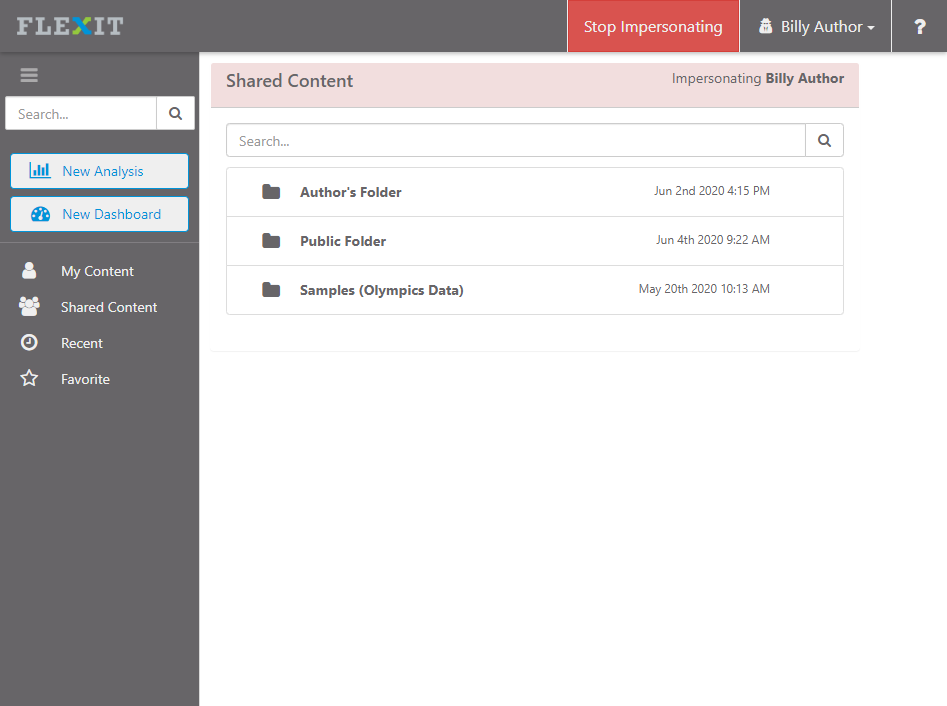 FLEXIT
Stop Impersonating
Billy Author
?
Search...
New Analysis
New Dashboard
My Content
Shared Content
Recent
Favorite
Shared Content
Impersonating Billy Author
Search...
Author's Folder Jun 2nd 2020 4:15 PM
Public Folder Jun 4th 2020 9:22 AM
Samples (Olympics Data) May 20th 2020 10:13 AM